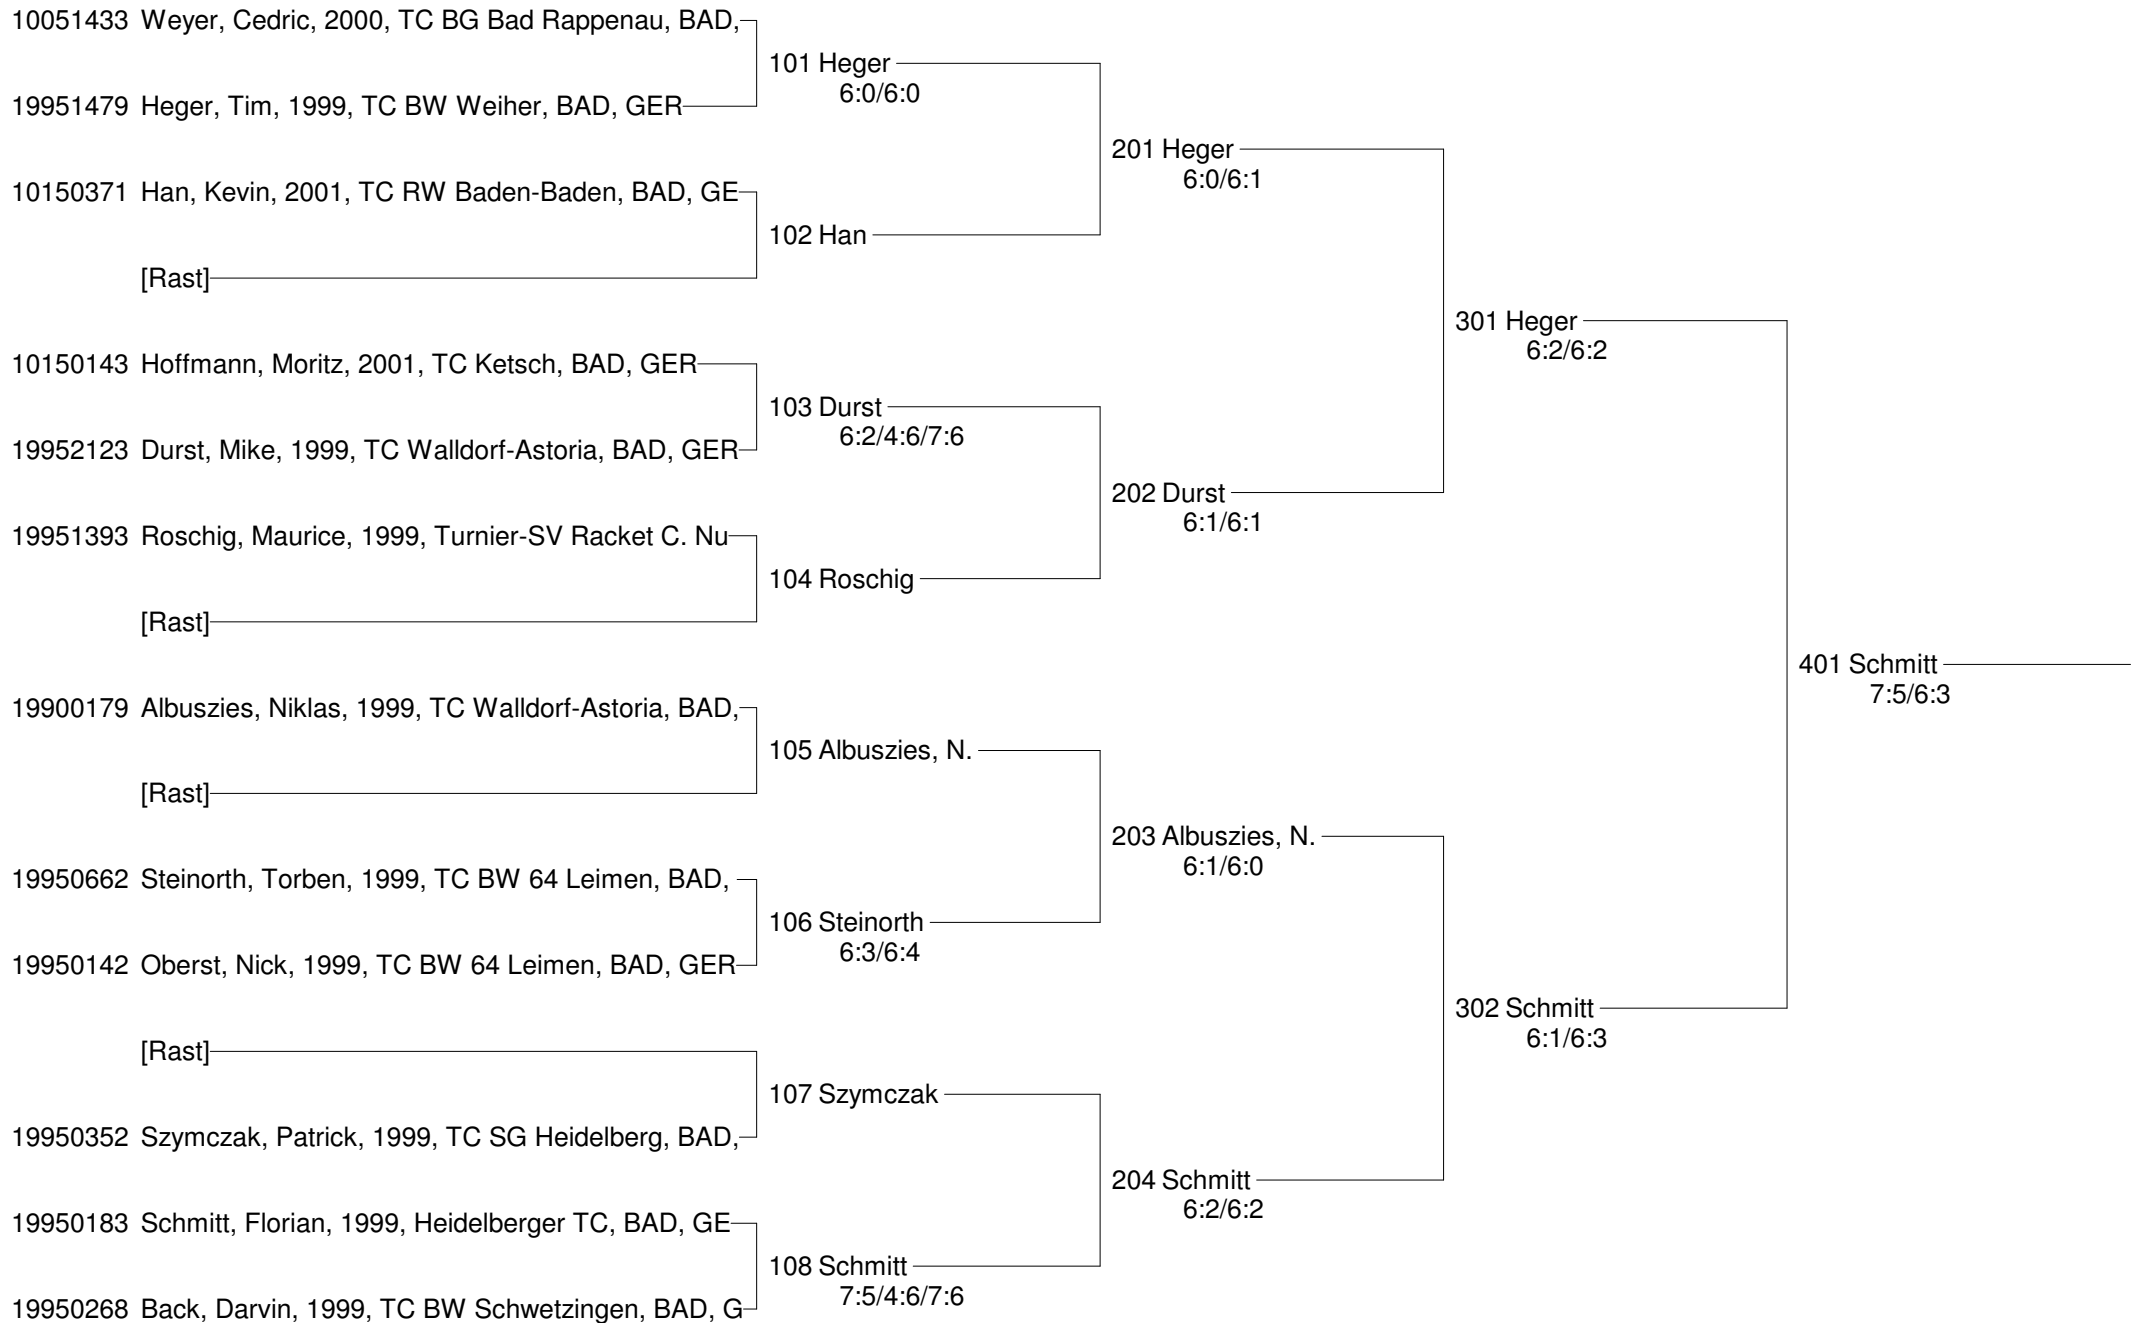 10051433 Weyer, Cedric, 2000, TC BG Bad Rappenau, BAD,
101 Heger
6:0/6:0
19951479 Heger, Tim, 1999, TC BW Weiher, BAD, GER
201 Heger
6:0/6:1
10150371 Han, Kevin, 2001, TC RW Baden-Baden, BAD, GE
102 Han
[Rast]
301 Heger
6:2/6:2
10150143 Hoffmann, Moritz, 2001, TC Ketsch, BAD, GER
103 Durst
6:2/4:6/7:6
19952123 Durst, Mike, 1999, TC Walldorf-Astoria, BAD, GER
202 Durst
6:1/6:1
19951393 Roschig, Maurice, 1999, Turnier-SV Racket C. Nu
104 Roschig
[Rast]
401 Schmitt
7:5/6:3
19900179 Albuszies, Niklas, 1999, TC Walldorf-Astoria, BAD,
105 Albuszies, N.
[Rast]
203 Albuszies, N.
6:1/6:0
19950662 Steinorth, Torben, 1999, TC BW 64 Leimen, BAD,
106 Steinorth
6:3/6:4
19950142 Oberst, Nick, 1999, TC BW 64 Leimen, BAD, GER
302 Schmitt
6:1/6:3
[Rast]
107 Szymczak
19950352 Szymczak, Patrick, 1999, TC SG Heidelberg, BAD,
204 Schmitt
6:2/6:2
19950183 Schmitt, Florian, 1999, Heidelberger TC, BAD, GE
108 Schmitt
7:5/4:6/7:6
19950268 Back, Darvin, 1999, TC BW Schwetzingen, BAD, G